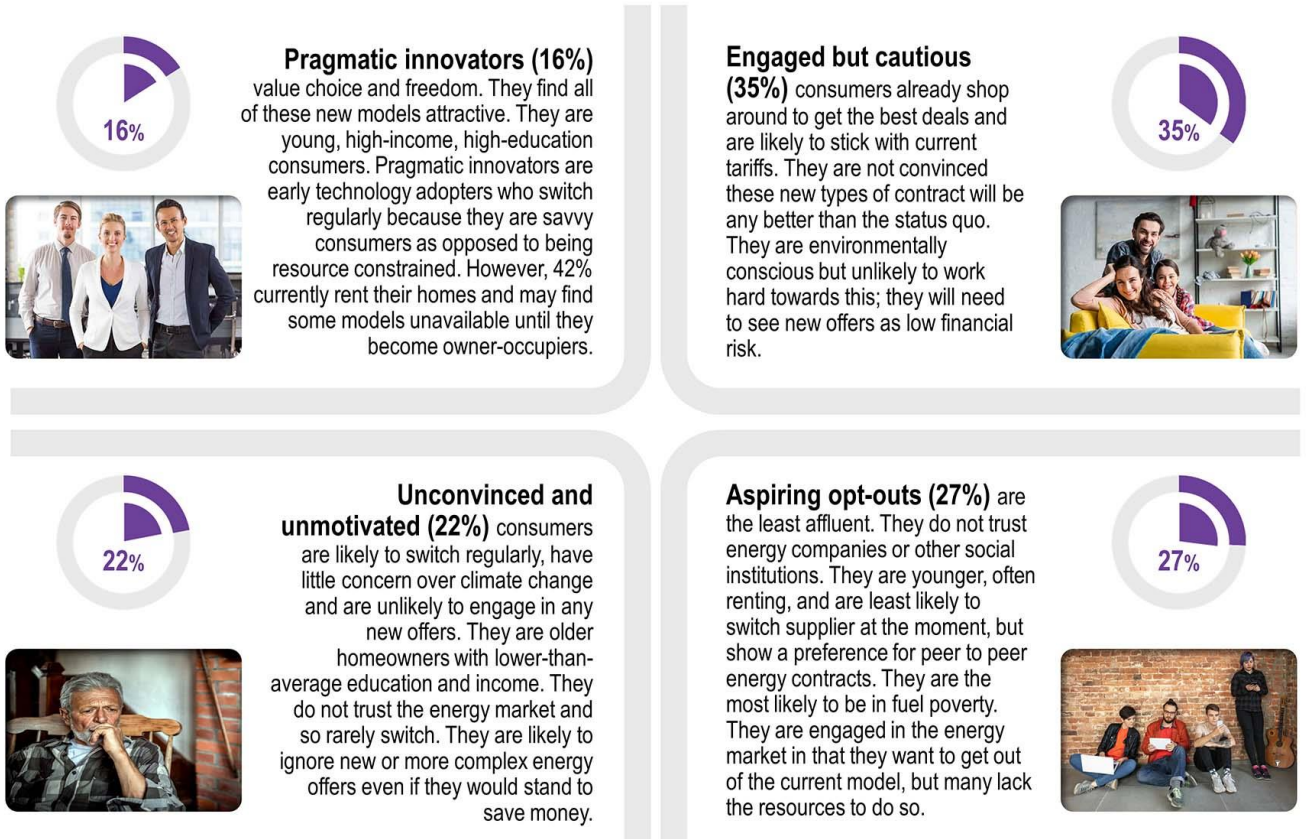 16%
Pragmatic innovators (16%)
value choice and freedom. They find all
of these new models attractive. They are
young, high-income, high-education
consumers. Pragmatic innovators are
early technology adopters who switch
regularly because they are savvy
consumers as opposed to being
resource constrained. However, 42%
currently rent their homes and may find
some models unavailable until they
become owner-occupiers.
Engaged but cautious
(35%) consumers already shop
around to get the best deals and
are likely to stick with current
tariffs. They are not convinced
these new types of contract will be
any better than the status quo.
They are environmentally
conscious but unlikely to work
hard towards this; they will need
to see new offers as low financial
risk.
35%
22%
Unconvinced and
unmotivated (22%) consumers
are likely to switch regularly, have
little concern over climate change
and are unlikely to engage in any
new offers. They are older
homeowners with lower-than-
average education and income. They
do not trust the energy market and
so rarely switch. They are likely to
ignore new or more complex energy
offers even if they would stand to
save money.
Aspiring opt-outs (27%) are
the least affluent. They do not trust
energy companies or other social
institutions. They are younger, often
renting, and are least likely to
switch supplier at the moment, but
show a preference for peer to peer
energy contracts. They are the
most likely to be in fuel poverty.
They are engaged in the energy
market in that they want to get out
of the current model, but many lack
the resources to do so.
27%